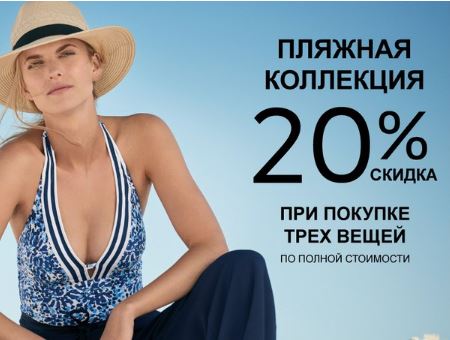 ПЛЯЖНАЯ
КОЛЛЕКЦИЯ
20%
СКИДКА
ПРИ ПОКУПКЕ
ТРЕХ ВЕЩЕЙ
ПО ПОЛНОЙ СТОИМОСТИ